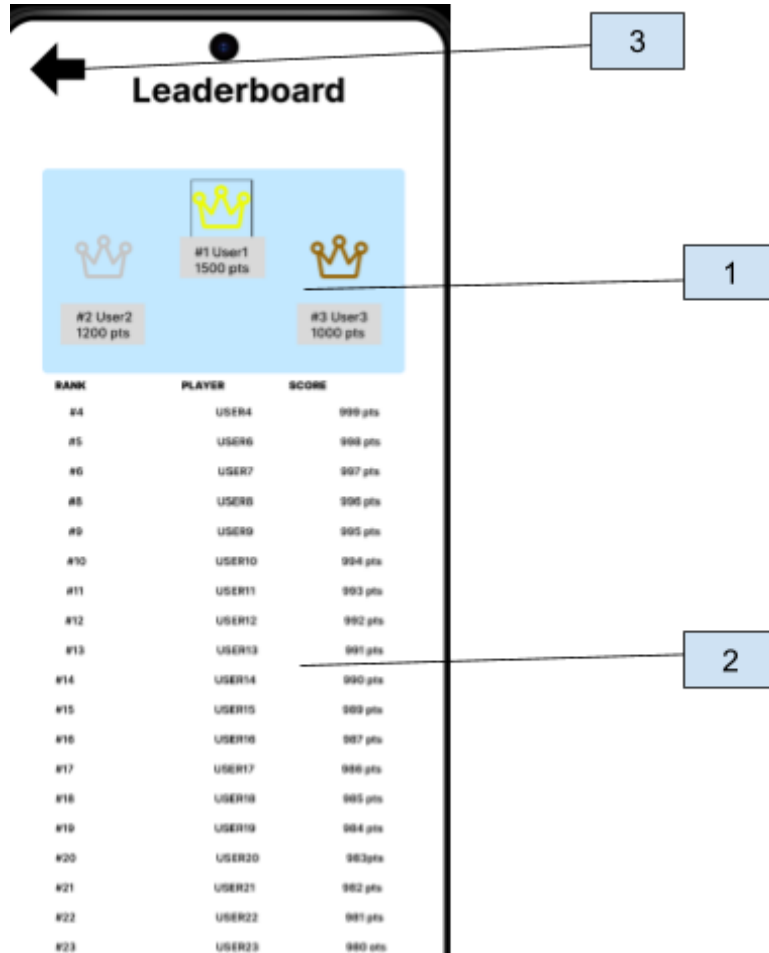 3
Leaderboard
#1 User1
1500 pts
1
#2 User2
1200 pts
#3 User3
1000 pts
RANK PLAYER SCORE
#4 USER4 999 pts
#5 USER6 998 pts
#6 USER7 997 pts
#8 USER8 996 pts
#9 USER9 995 pts
#10 USER10 994 pts
#11 USER11 993 pts
#12 USER12 992 pts
#13 USER13 991 pts
2
#14 USER14 990 pts
#15 USER15 989 pts
#16 USER16 987 pts
#17 USER17 986 pts
#18 USER18 985 pts
#19 USER19 984 pts
#20 USER20 983pts
#21 USER21 982 pts
#22 USER22 981 pts
#23 USER23 980 pts